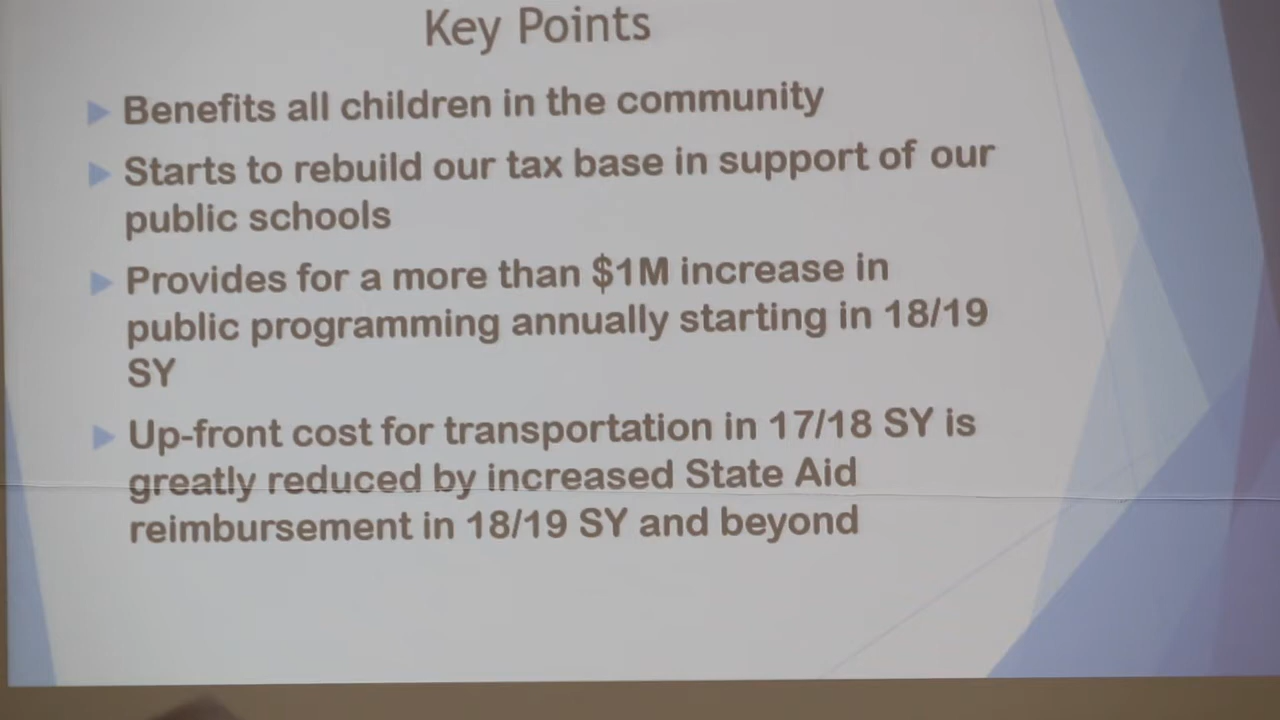 Key Points
Benefits all children in the community
Starts to rebuild our tax base in support of our
public schools
Provides for a more than $1M increase in
public programming annually starting in 18/19
SY
Up-front cost for transportation in 17/18 SY is
greatly reduced by increased State Aid
reimbursement in 18/19 SY and beyond